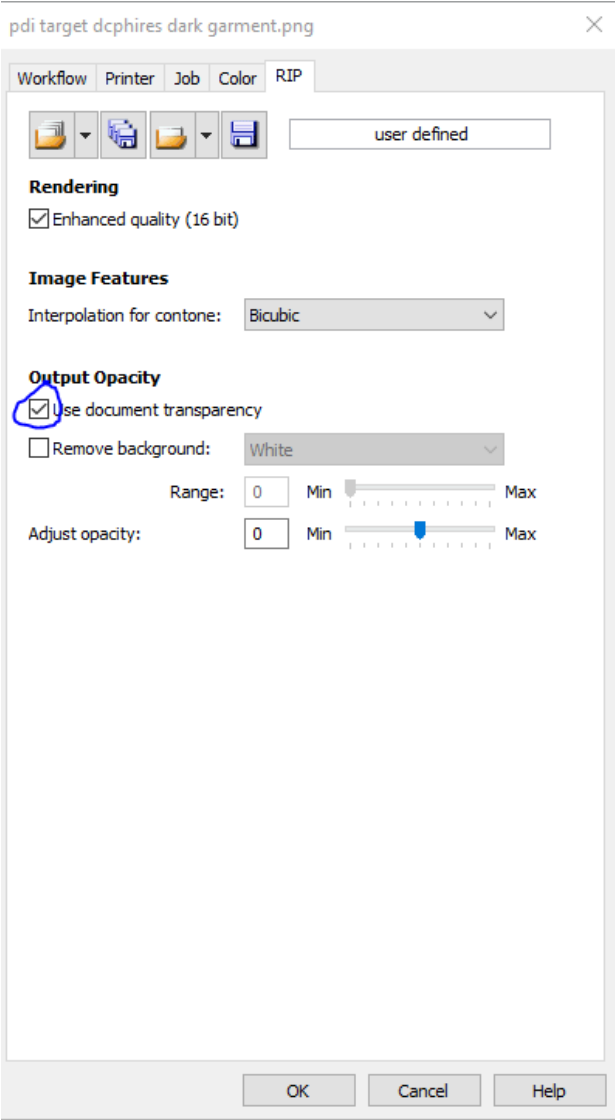 pdi target dcphires dark garment.png
Workflow Printer Job Color RIP
user defined
Rendering
Enhanced quality (16 bit)
Image Features
Interpolation for contone: Bicubic
Output Opacity
Use document transparency
Remove background: White
Range: 0 Min Max
Adjust opacity: 0 Min Max
OK Cancel Help